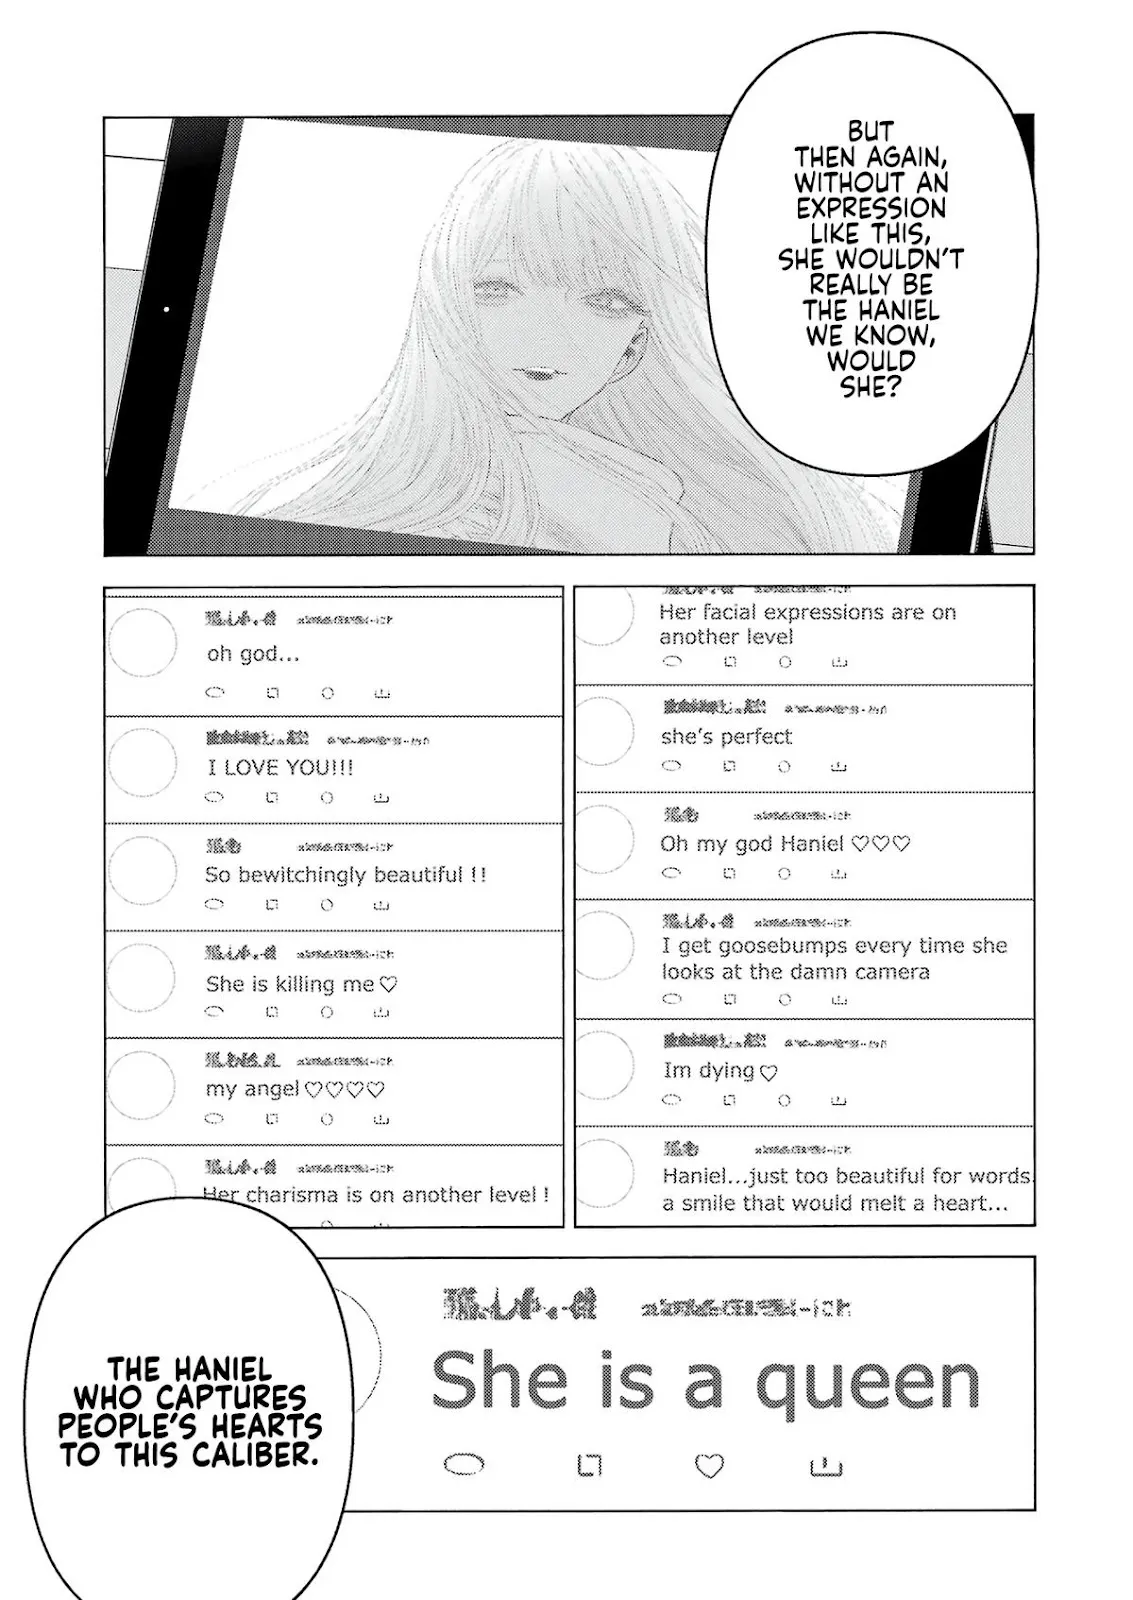 BUT
THEN AGAIN,
WITHOUT AN
EXPRESSION
LIKE THIS,
SHE WOULDN'T
REALLY BE
THE HANIEL
WE KNOW,
WOULD
SHE?
oh god...
I LOVE YOU!!!
So bewitchingly beautiful !!
She is killing me♡
my angel♡♡♡♡
Her charisma is on another level !
Her facial expressions are on
another level
she's perfect
Oh my god Haniel ♡♡♡
I get goosebumps every time she
looks at the damn camera
Im dying♡
Haniel...just too beautiful for words.
a smile that would melt a heart...
She is a queen
THE HANIEL
WHO CAPTURES
PEOPLE'S HEARTS
TO THIS CALIBER.